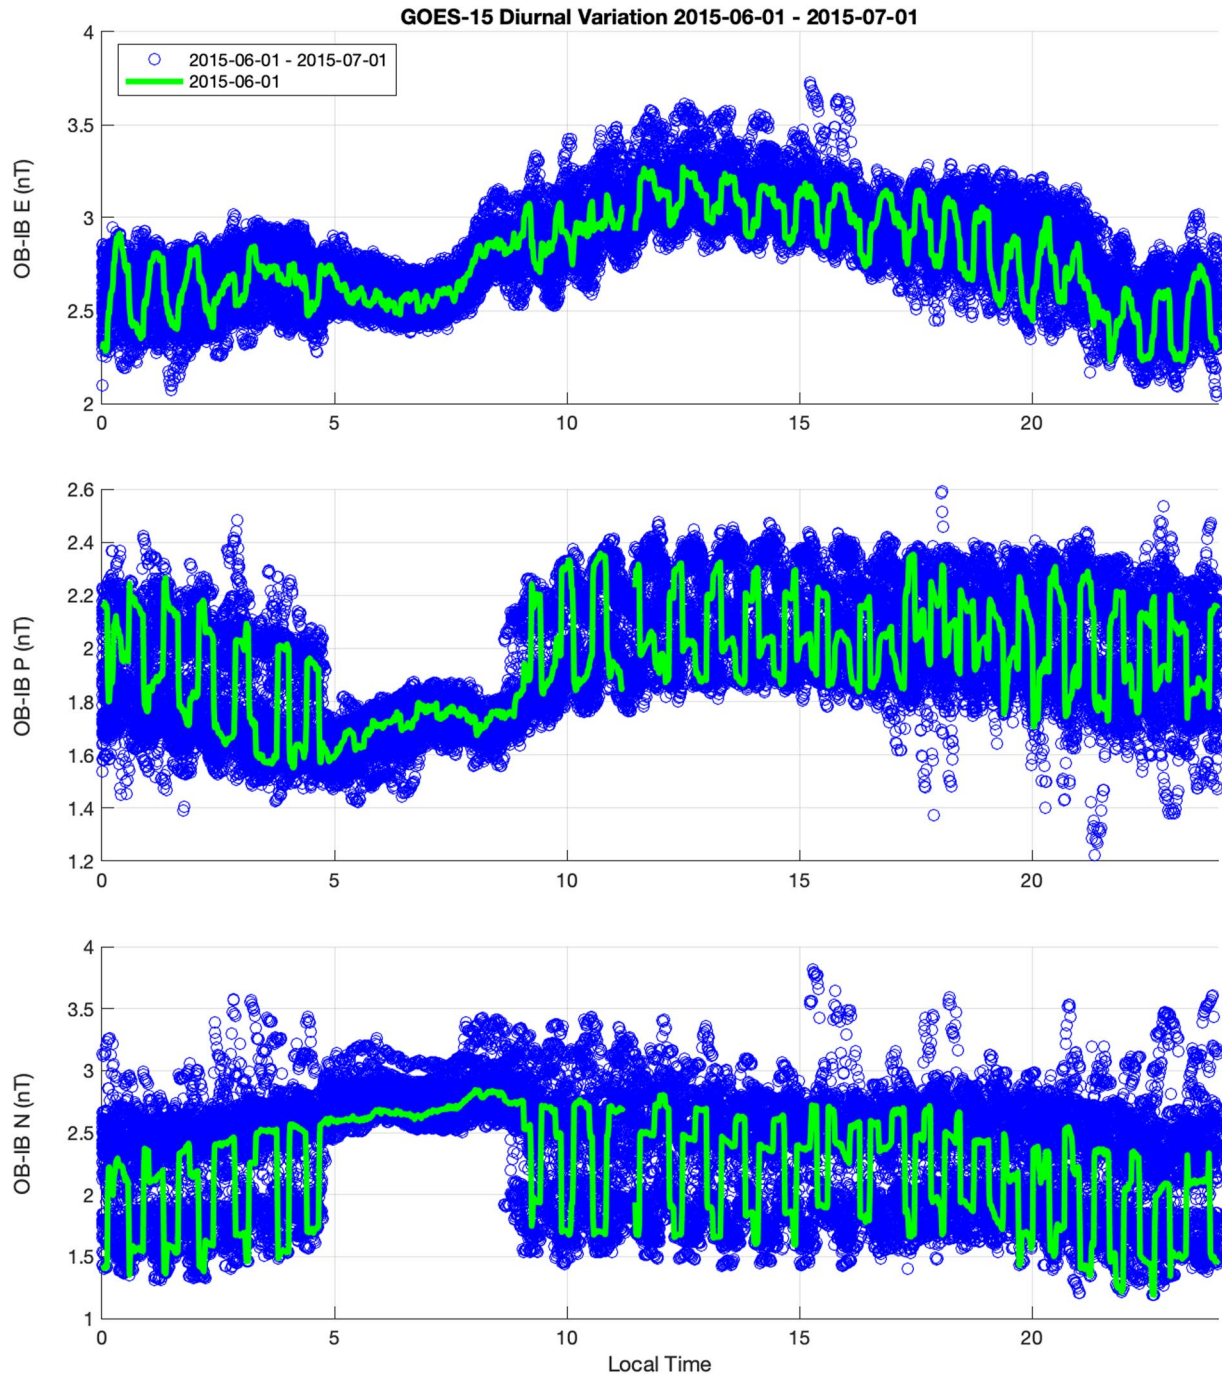 GOES-15 Diurnal Variation 2015-06-01 - 2015-07-01
2015-06-01 - 2015-07-01
2015-06-01
OB-IB E (nT)
4
3.5
3
2.5
2
0 5 10 15 20
OB-IB P (nT)
2.6
2.4
2.2
2
1.8
1.6
1.4
1.2
0 5 10 15 20
OB-IB N (nT)
4
3.5
3
2.5
2
1.5
1
0 5 10 15 20
Local Time